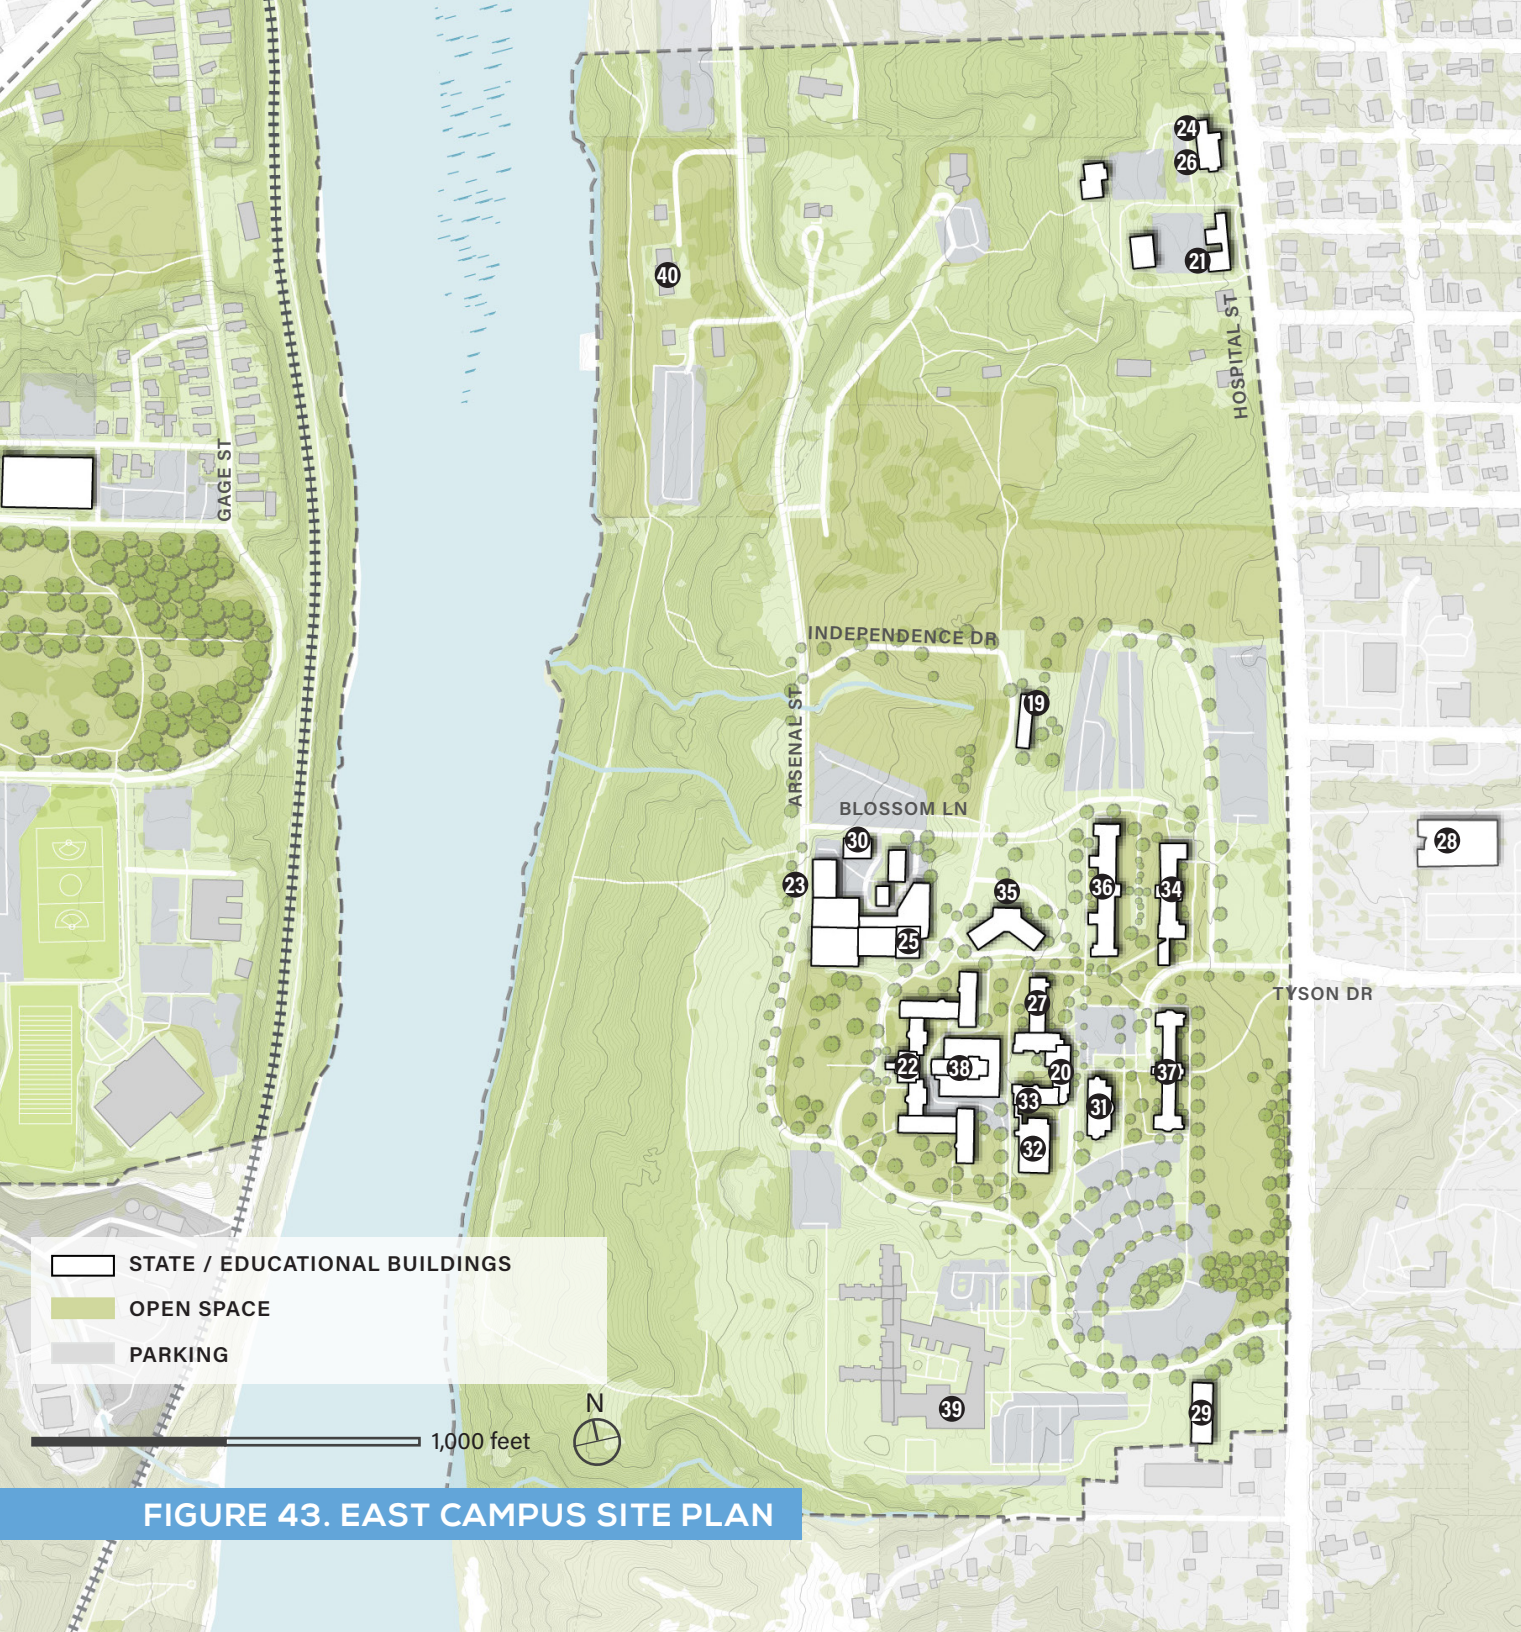 24
26
21
40
HOSPITAL ST
GAGE ST
INDEPENDENCE DR
19
ARSENAL ST
BLOSSOM LN
30
28
23
35
36
34
25
TYSON DR
27
22
38
20
37
33
31
32
STATE / EDUCATIONAL BUILDINGS
OPEN SPACE
PARKING
39
29
N
1,000 feet
FIGURE 43. EAST CAMPUS SITE PLAN